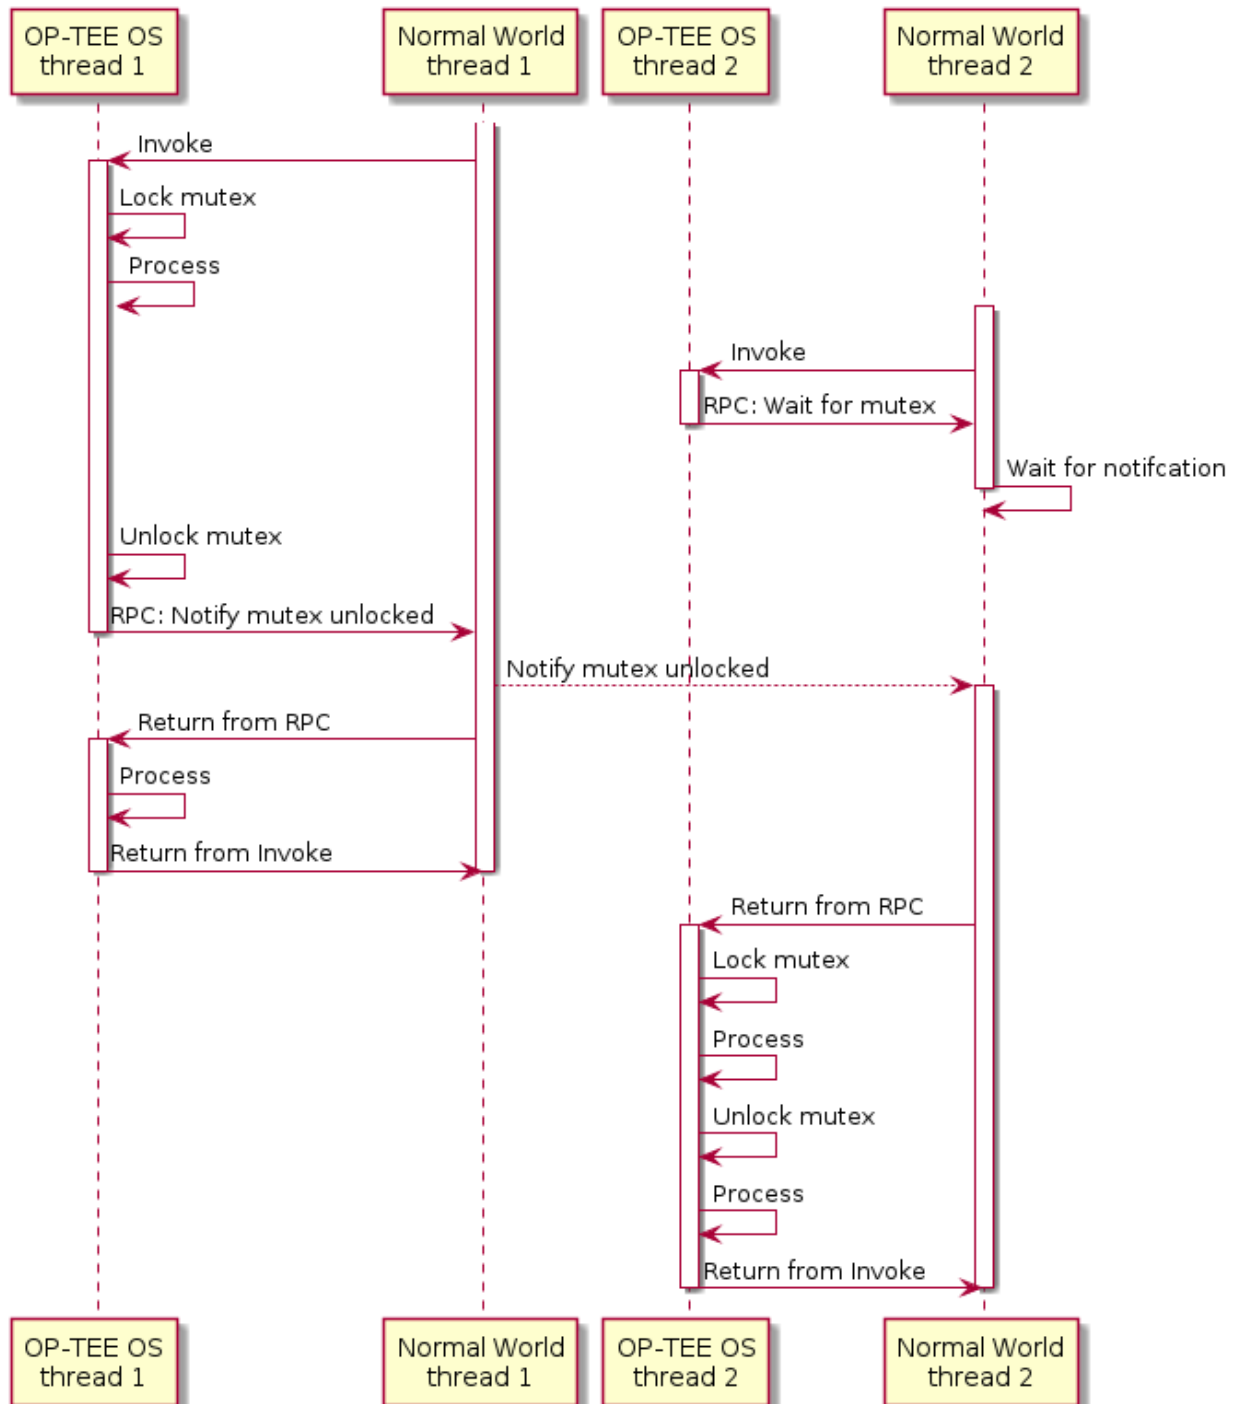 OP-TEE OS
thread 1
Normal World
thread 1
OP-TEE OS
thread 2
Normal World
thread 2
Invoke
Lock mutex
Process
Invoke
RPC: Wait for mutex
Wait for notifcation
Unlock mutex
RPC: Notify mutex unlocked
Notify mutex unlocked
Return from RPC
Process
Return from Invoke
Return from RPC
Lock mutex
Process
Unlock mutex
Process
Return from Invoke
OP-TEE OS
thread 1
Normal World
thread 1
OP-TEE OS
thread 2
Normal World
thread 2